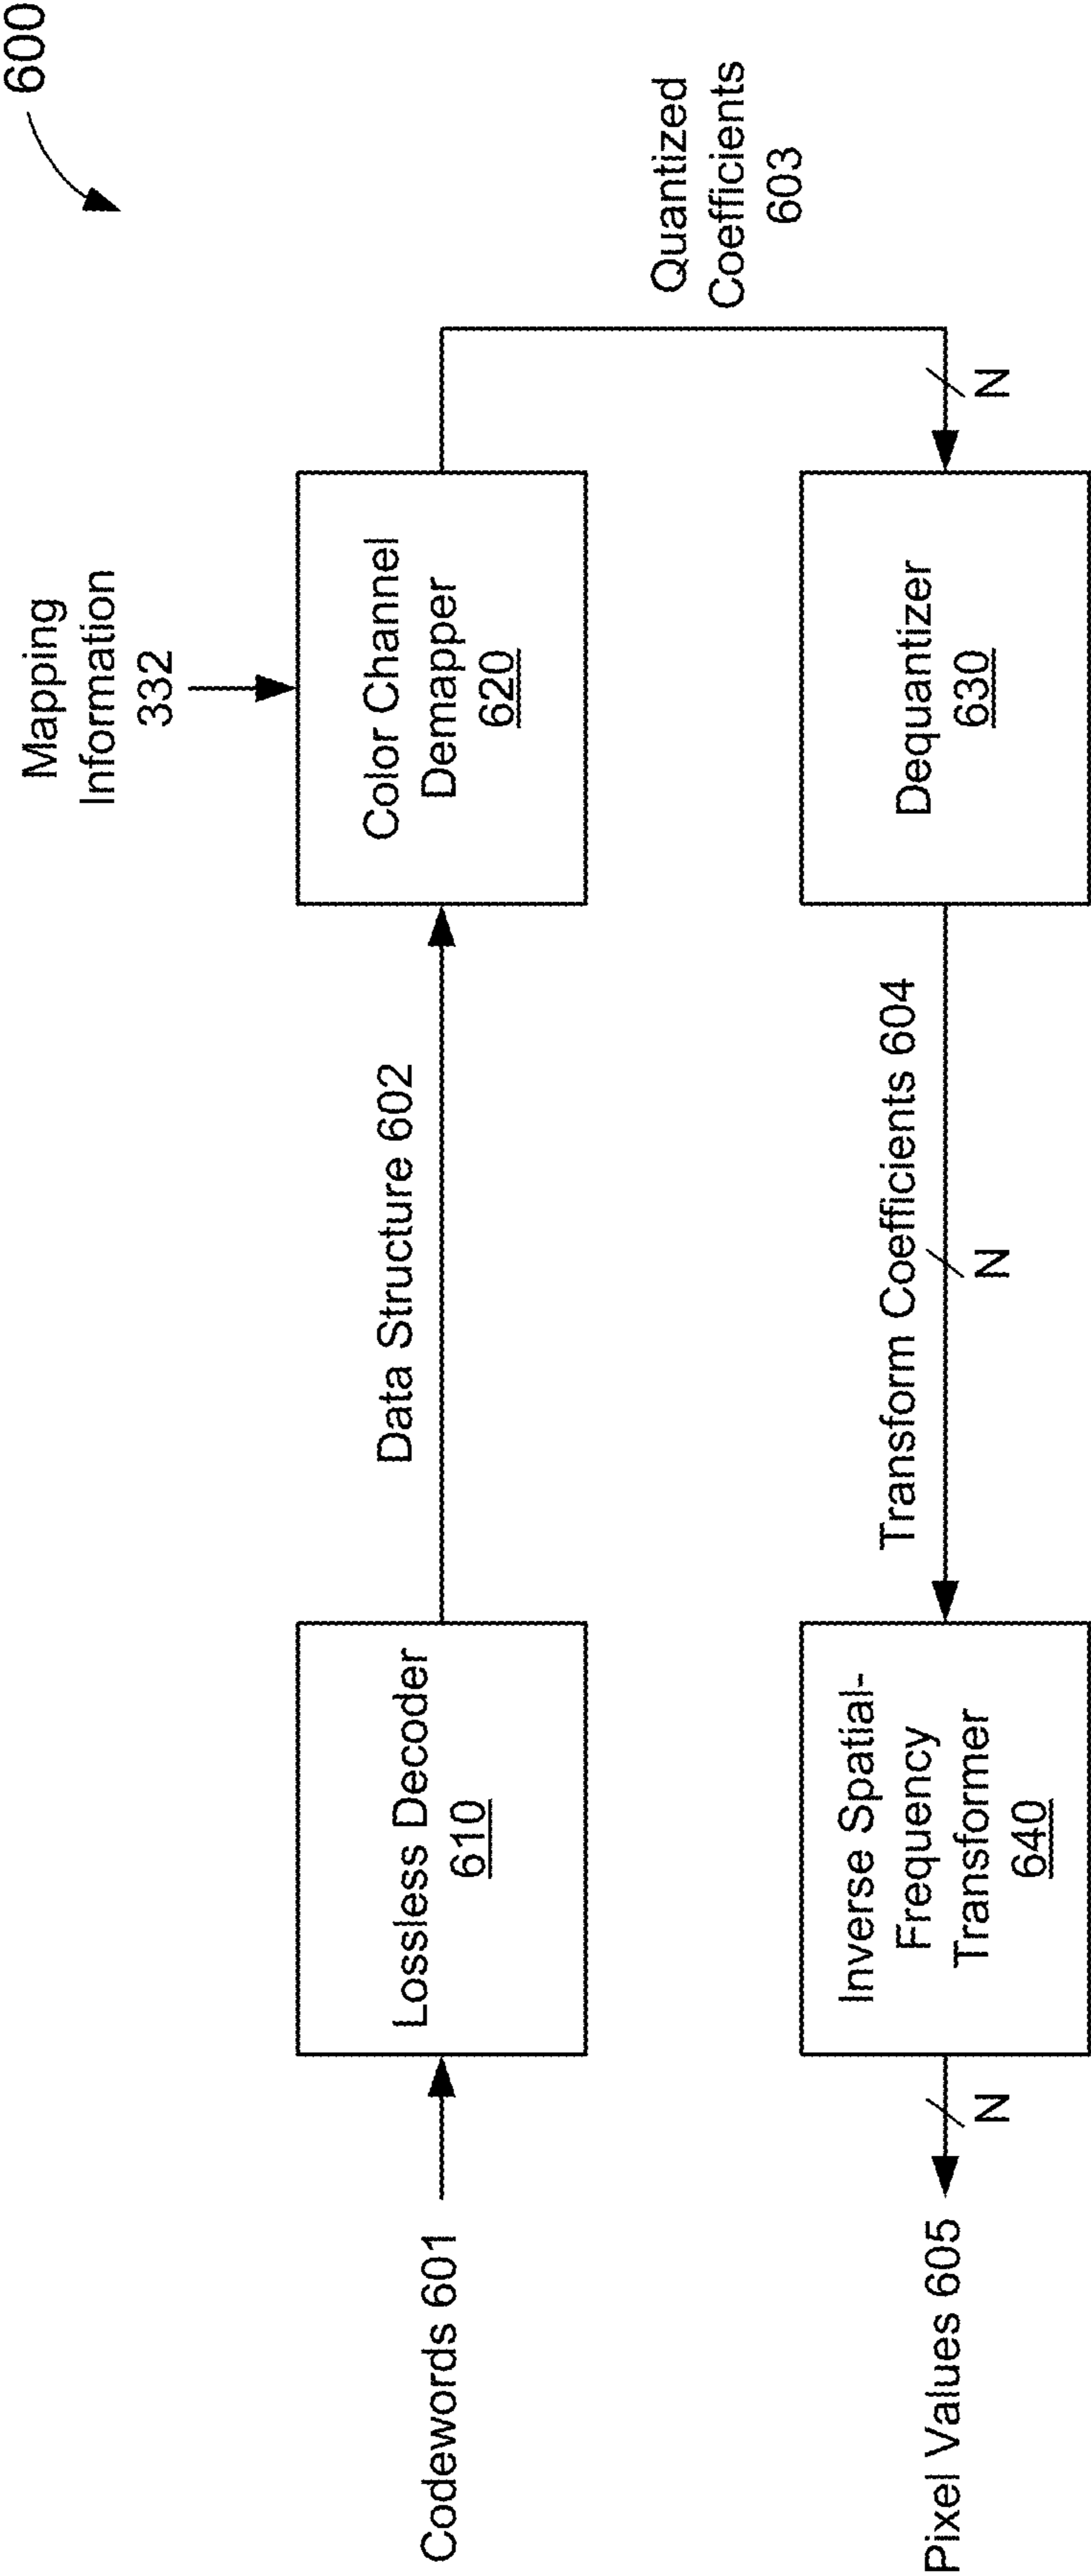 600
Mapping
Information
332
Codewords 601
Lossless Decoder
610
Data Structure 602
Color Channel
Demapper
620
Quantized
Coefficients
603
N
Dequantizer
630
Transform Coefficients 604
N
Inverse Spatial-
Frequency
Transformer
640
N
Pixel Values 605